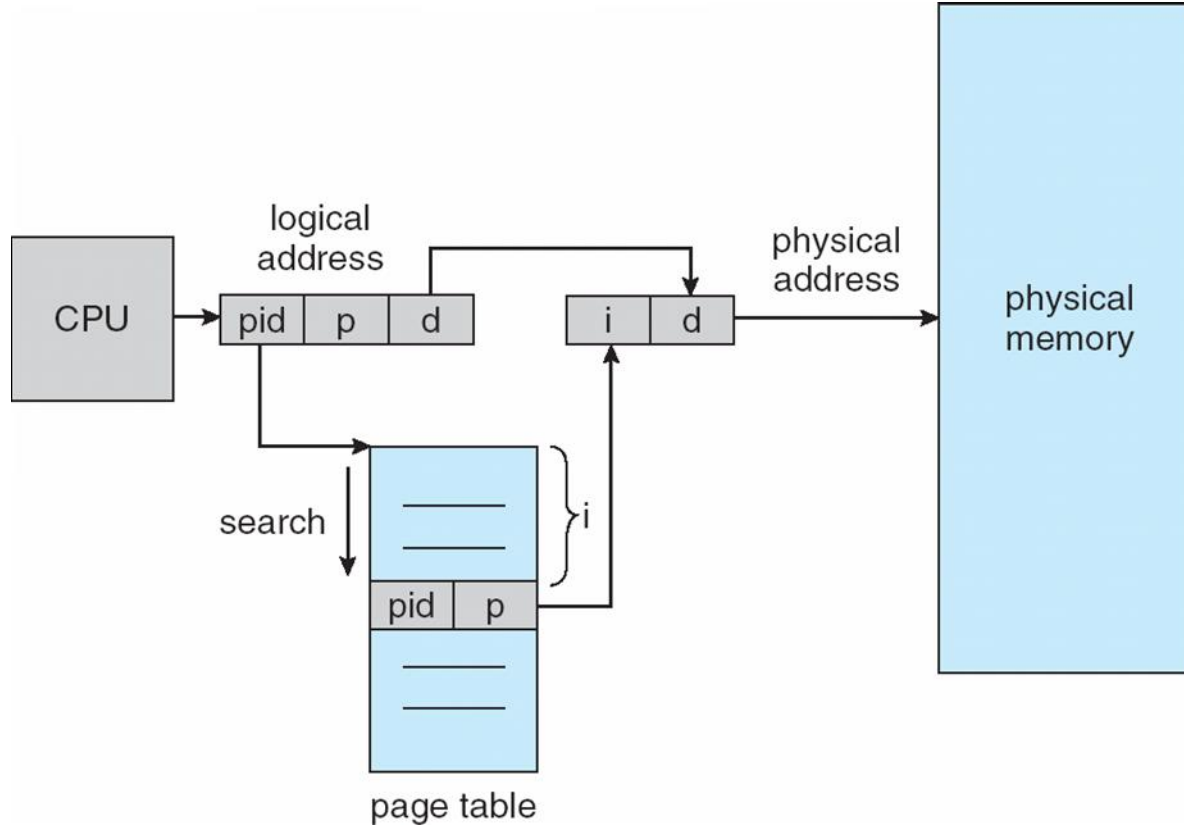 logical
address
physical
address
CPU
pid p d
i d
physical
memory
search
i
pid p
page table